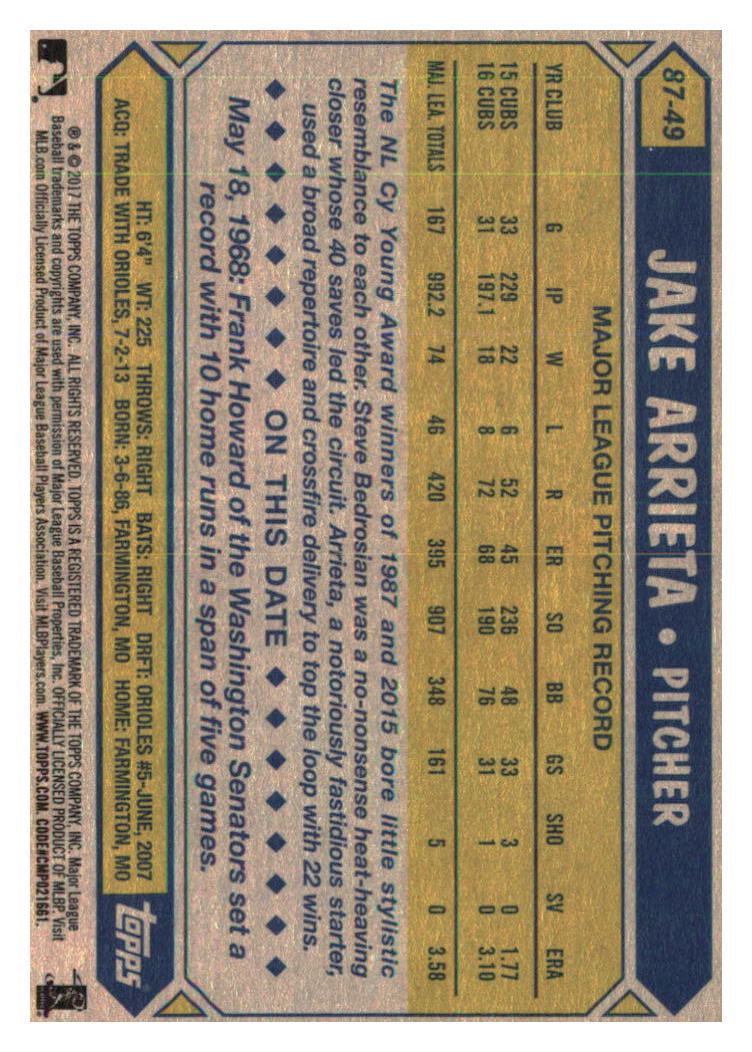 87-49
JAKE ARRIETA • PITCHER
MAJOR LEAGUE PITCHING RECORD
YR CLUB G IP W L R ER SO BB GS SHO SV ERA
15 CUBS 33 229 22 6 52 45 236 48 33 3 0 1.77
16 CUBS 31 197.1 18 8 72 68 190 76 31 1 0 3.10
MAJ. LEA. TOTALS 167 992.2 74 46 420 395 907 348 161 5 0 3.58
The NL Cy Young Award winners of 1987 and 2015 bore little stylistic
resemblance to each other. Steve Bedrosian was a no-nonsense heat-heaving
closer whose 40 saves led the circuit. Arrieta, a notoriously fastidious starter,
used a broad repertoire and crossfire delivery to top the loop with 22 wins.
◆ ◆ ◆ ◆ ◆ ◆ ◆ ON THIS DATE ◆ ◆ ◆ ◆ ◆ ◆ ◆
May 18, 1968: Frank Howard of the Washington Senators set a
record with 10 home runs in a span of five games.
HT: 6'4" WT: 225 THROWS: RIGHT BATS: RIGHT DRFT: ORIOLES #5-JUNE, 2007
ACQ: TRADE WITH ORIOLES, 7-2-13 BORN: 3-6-86, FARMINGTON, MO HOME: FARMINGTON, MO
topps
® & © 2017 THE TOPPS COMPANY, INC. ALL RIGHTS RESERVED. TOPPS IS A REGISTERED TRADEMARK OF THE TOPPS COMPANY, INC. Major League
Baseball trademarks and copyrights are used with permission of Major League Baseball Properties, Inc. OFFICIALLY LICENSED PRODUCT OF MLBP. Visit
MLB.com Officially Licensed Product of Major League Baseball Players Association. Visit MLBPlayers.com. WWW.TOPPS.COM. CODE#CMP021661.